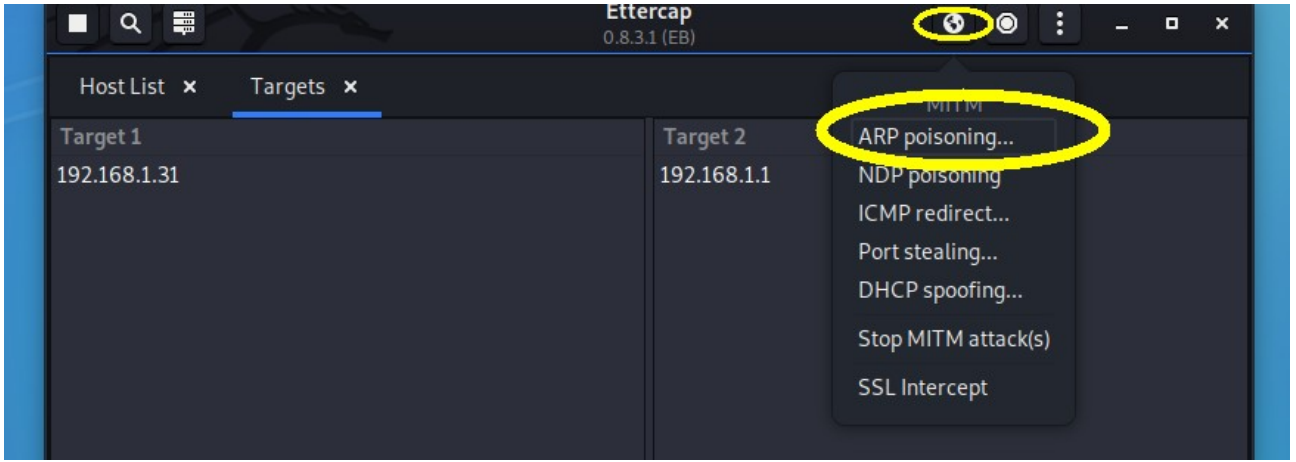 Ettercap
0.8.3.1 (EB)
Host List × Targets ×
MITM
Target 1 Target 2 ARP poisoning...
192.168.1.31 192.168.1.1 NDP poisoning
ICMP redirect...
Port stealing...
DHCP spoofing...
Stop MITM attack(s)
SSL Intercept